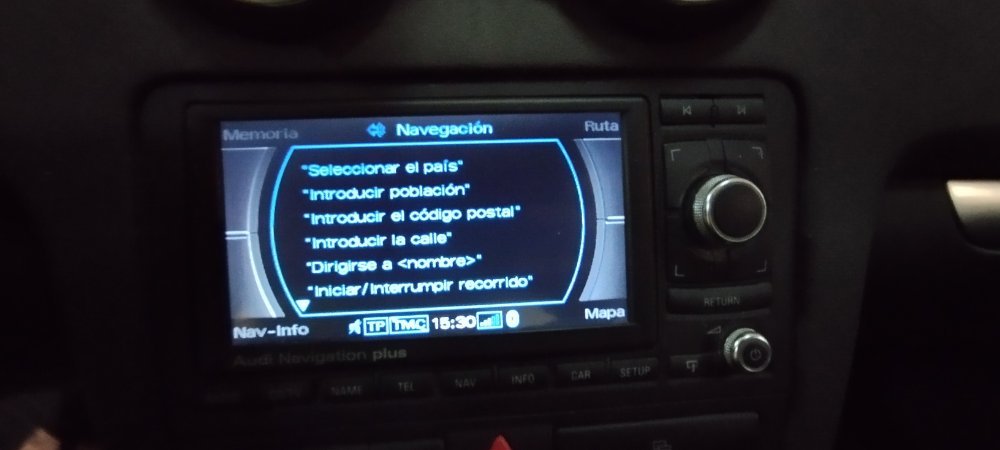 Memoria
Navegación
Ruta
"Seleccionar el país"
"Introducir población"
"Introducir el código postal"
"Introducir la calle"
"Dirigirse a <nombre>"
"Iniciar/Interrumpir recorrido"
Nav-Info
TP TMC 15:30
Mapa
RETURN
Audi Navigation plus
NAME TEL NAV INFO CAR SETUP